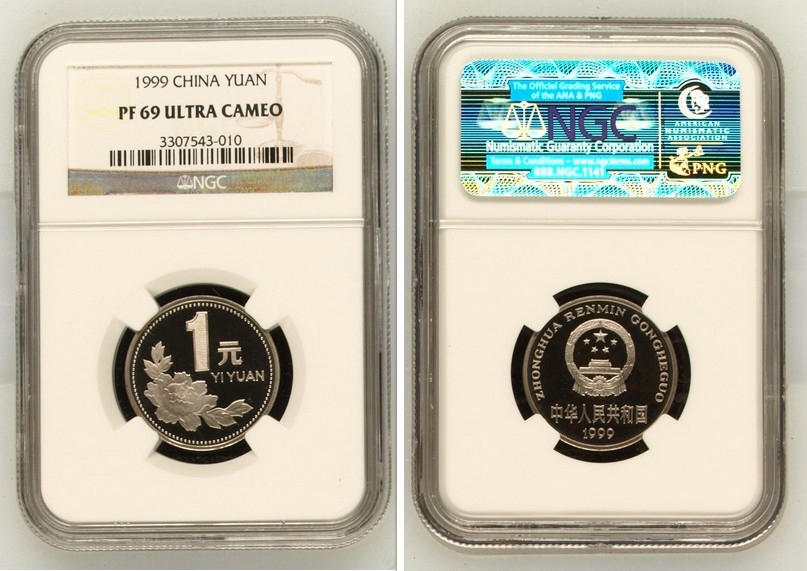 1999 CHINA YUAN
PF 69 ULTRA CAMEO
3307543-010
NGC
1元
YI YUAN
The Official Grading Service
of the ANA & PNG
NGC
Numismatic Guaranty Corporation
Terms & Conditions – www.ngccoin.com
888.NGC.1141
AMERICAN
NUMISMATIC
ASSOCIATION
PNG
ZHONGHUA RENMIN GONGHEGUO
中华人民共和国
1999